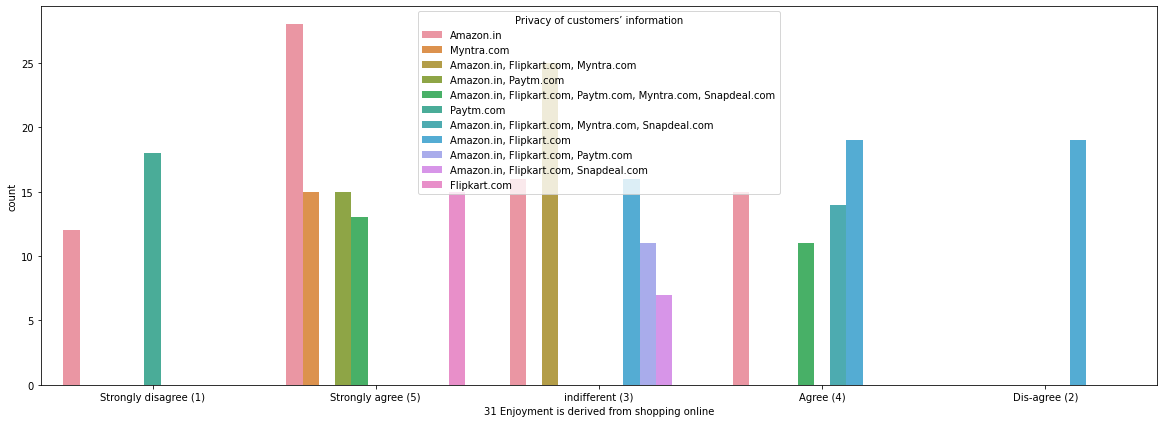 Privacy of customers’ information
Amazon.in
Myntra.com
Amazon.in, Flipkart.com, Myntra.com
Amazon.in, Paytm.com
Amazon.in, Flipkart.com, Paytm.com, Myntra.com, Snapdeal.com
Paytm.com
Amazon.in, Flipkart.com, Myntra.com, Snapdeal.com
Amazon.in, Flipkart.com
Amazon.in, Flipkart.com, Paytm.com
Amazon.in, Flipkart.com, Snapdeal.com
Flipkart.com
count
25
20
15
10
5
0
Strongly disagree (1)
Strongly agree (5)
indifferent (3)
Agree (4)
Dis-agree (2)
31 Enjoyment is derived from shopping online